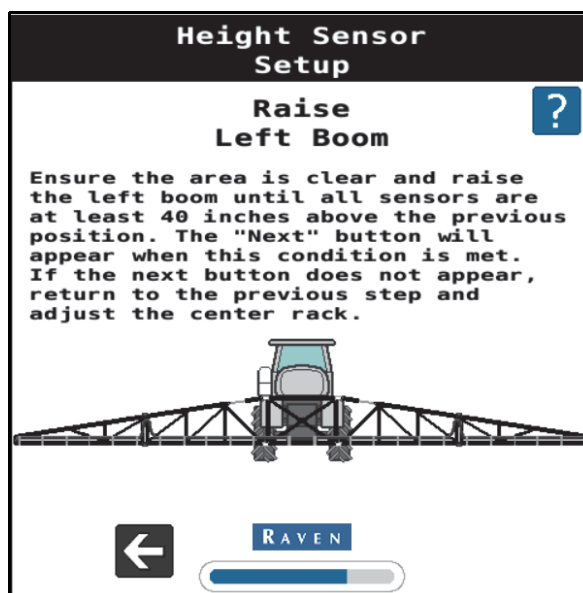 Height Sensor
Setup
Raise
Left Boom
?
Ensure the area is clear and raise
the left boom until all sensors are
at least 40 inches above the previous
position. The "Next" button will
appear when this condition is met.
If the next button does not appear,
return to the previous step and
adjust the center rack.
RAVEN